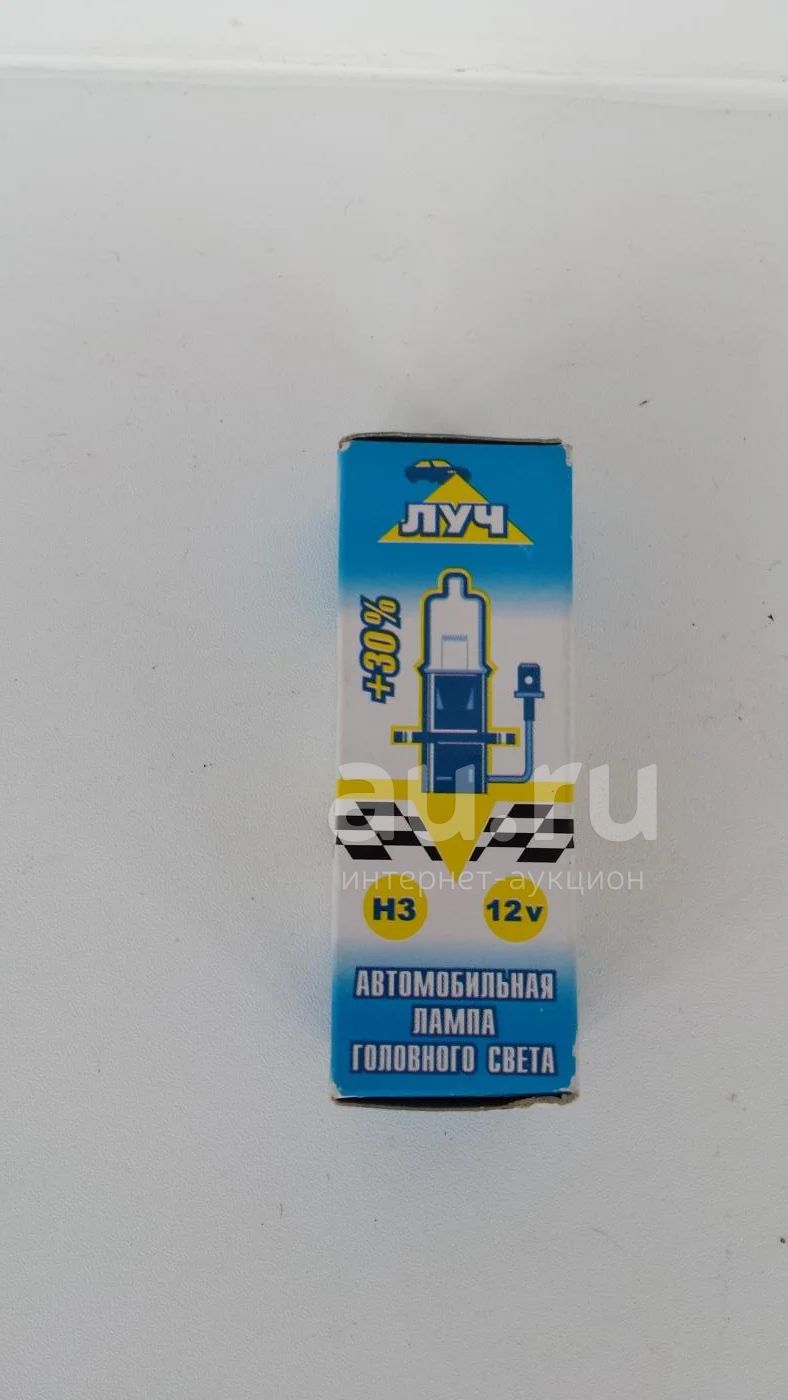 ЛУЧ
+30%
au.ru
интернет-аукцион
H3 12v
АВТОМОБИЛЬНАЯ
ЛАМПА
ГОЛОВНОГО СВЕТА